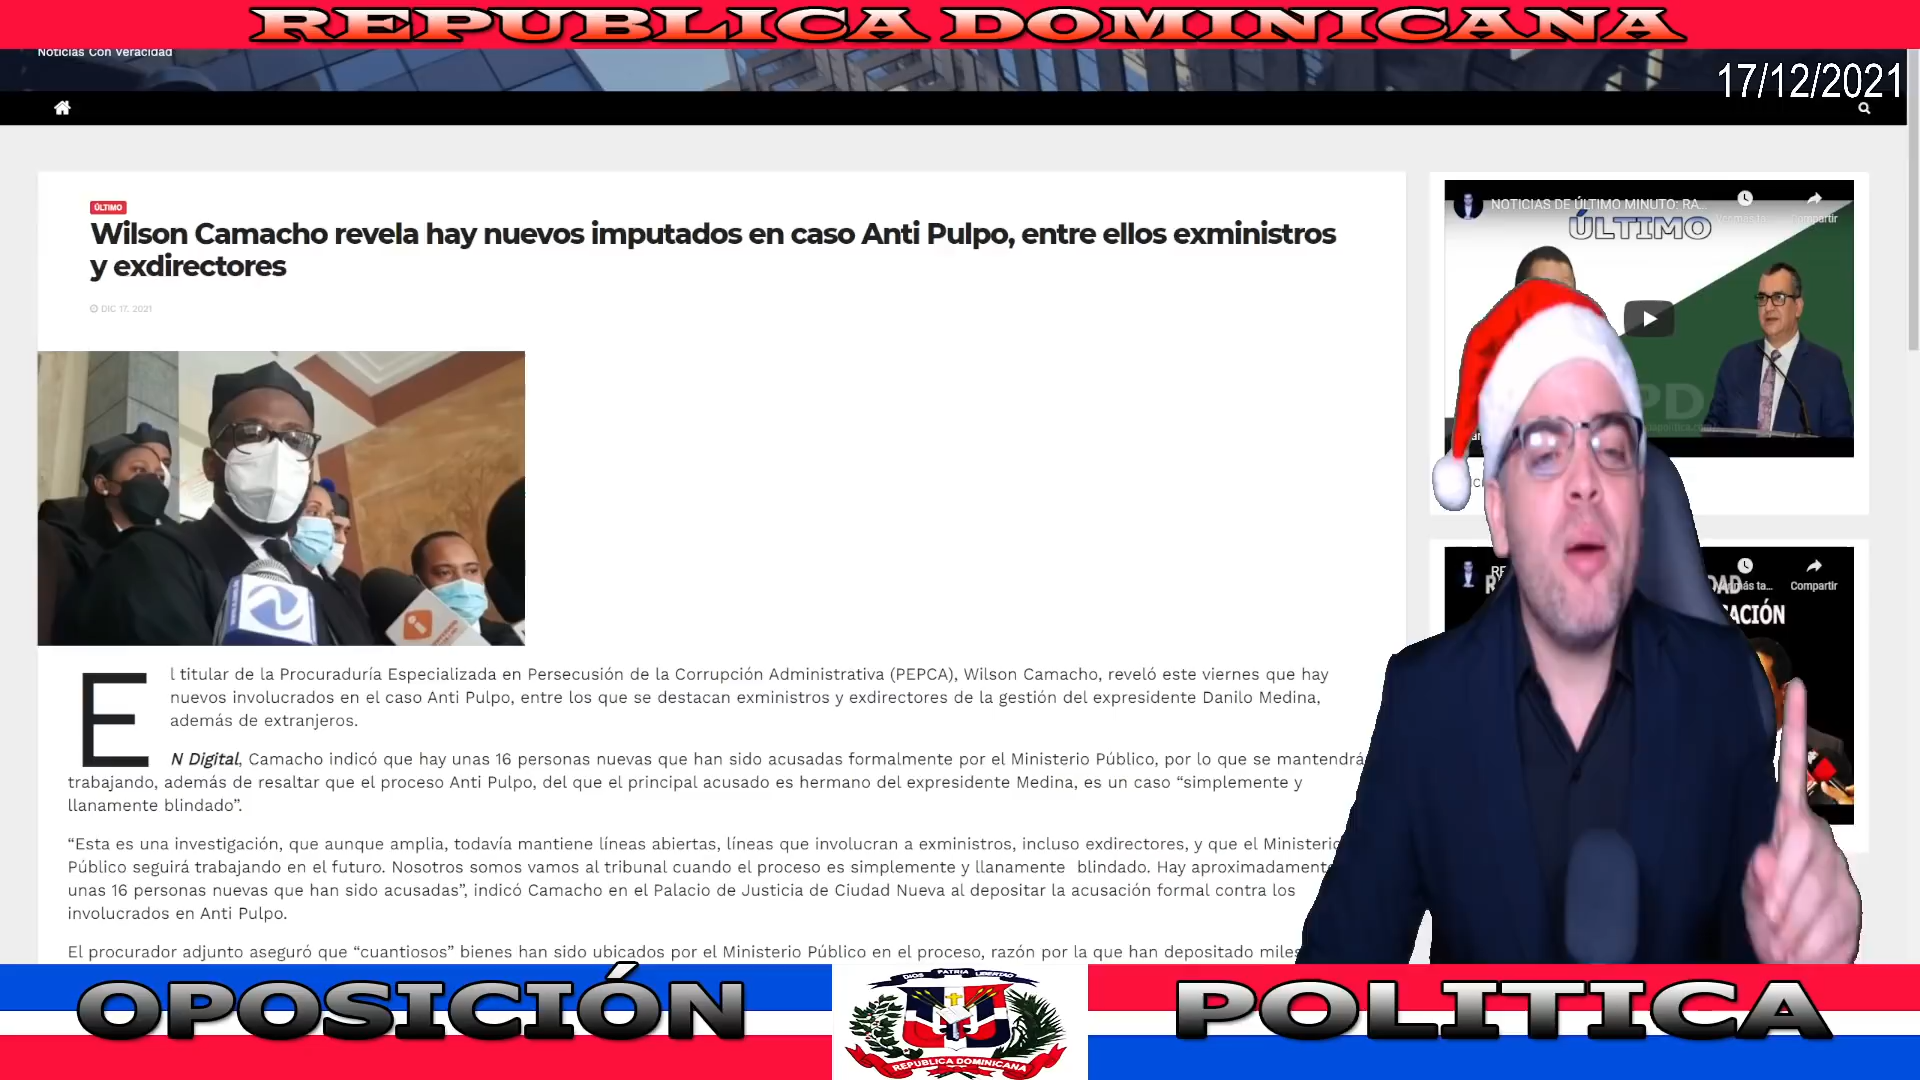 REPUBLICA DOMINICANA
Noticias Con Veracidad
17/12/2021
ÚLTIMO
Wilson Camacho revela hay nuevos imputados en caso Anti Pulpo, entre ellos exministros
y exdirectores
DIC 17, 2021
El titular de la Procuraduría Especializada en Persecusión de la Corrupción Administrativa (PEPCA), Wilson Camacho, reveló este viernes que hay
nuevos involucrados en el caso Anti Pulpo, entre los que se destacan exministros y exdirectores de la gestión del expresidente Danilo Medina,
además de extranjeros.
N Digital, Camacho indicó que hay unas 16 personas nuevas que han sido acusadas formalmente por el Ministerio Público, por lo que se mantendrá
trabajando, además de resaltar que el proceso Anti Pulpo, del que el principal acusado es hermano del expresidente Medina, es un caso “simplemente y
llanamente blindado”.
“Esta es una investigación, que aunque amplia, todavía mantiene líneas abiertas, líneas que involucran a exministros, incluso exdirectores, y que el Ministerio
Público seguirá trabajando en el futuro. Nosotros somos vamos al tribunal cuando el proceso es simplemente y llanamente blindado. Hay aproximadamente
unas 16 personas nuevas que han sido acusadas”, indicó Camacho en el Palacio de Justicia de Ciudad Nueva al depositar la acusación formal contra los
involucrados en Anti Pulpo.
El procurador adjunto aseguró que “cuantiosos” bienes han sido ubicados por el Ministerio Público en el proceso, razón por la que han depositado miles
NOTICIAS DE ÚLTIMO MINUTO: RA...
Compartir
ÚLTIMO
PD
RE
más ta...
Compartir
DAD
CACIÓN
OPOSICIÓN
DIOS PATRIA LIBERTAD
REPUBLICA DOMINICANA
POLITICA